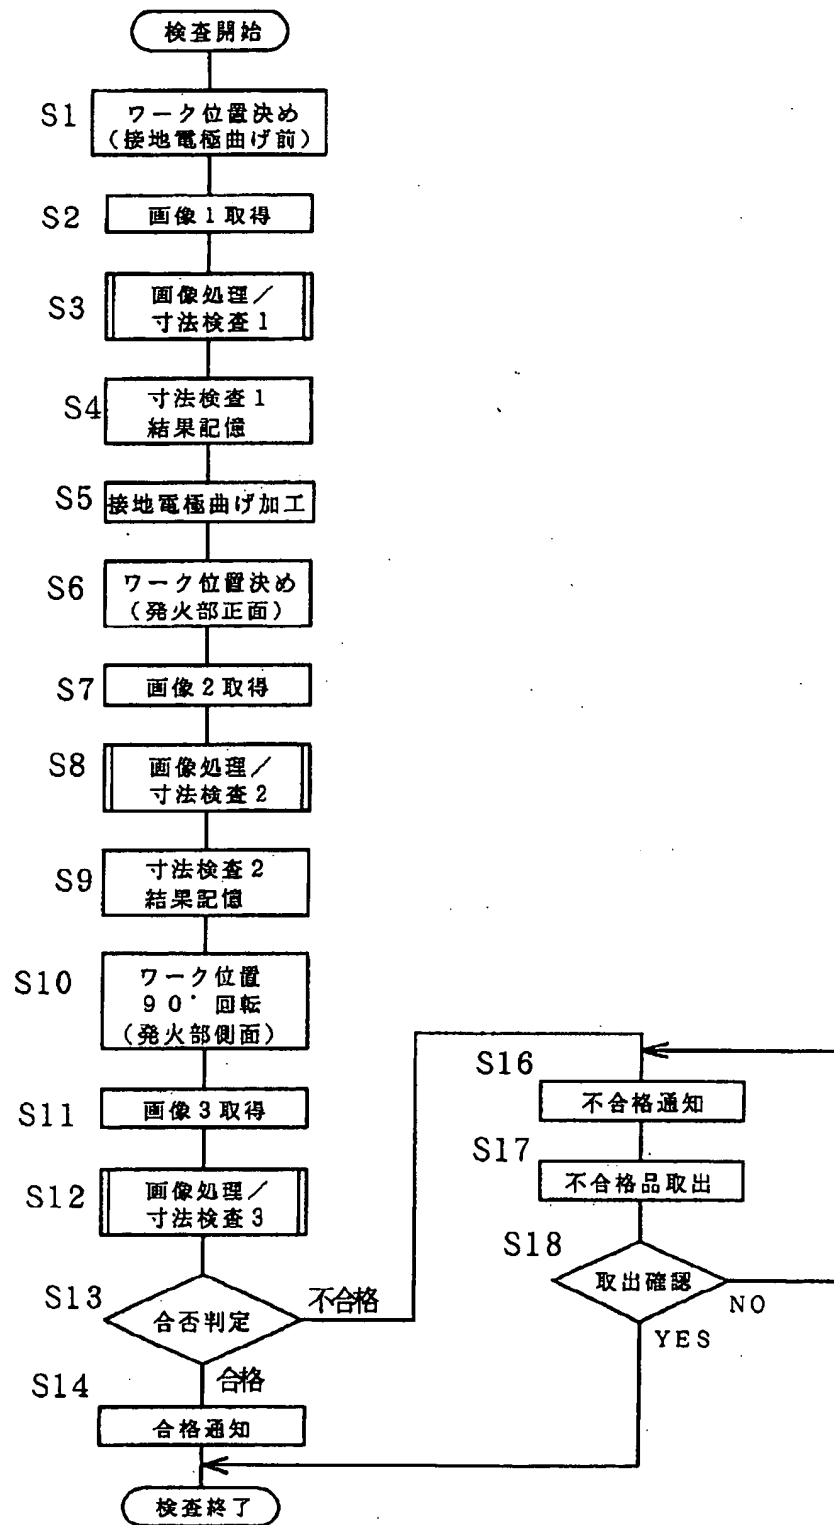 検査開始
S1
ワーク位置決め
(接地電極曲げ前)
S2
画像1取得
S3
画像処理/
寸法検査1
S4
寸法検査1
結果記憶
S5
接地電極曲げ加工
S6
ワーク位置決め
(発火部正面)
S7
画像2取得
S8
画像処理/
寸法検査2
S9
寸法検査2
結果記憶
S10
ワーク位置
90°回転
(発火部側面)
S11
画像3取得
S12
画像処理/
寸法検査3
S13
合否判定
不合格
合格
S14
合格通知
検査終了
S16
不合格通知
S17
不合格品取出
S18
取出確認
NO
YES